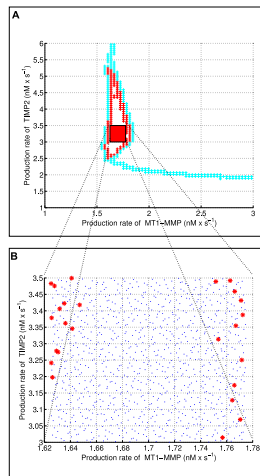 A
6
5.5
5
4.5
4
3.5
3
2.5
2
1.5
1
Production rate of TIMP2 (nM x s⁻¹)
1 1.5 2 2.5 3
Production rate of MT1−MMP (nM x s⁻¹)
B
3.5
3.45
3.4
3.35
3.3
3.25
3.2
3.15
3.1
3.05
3
Production rate of TIMP2 (nM x s⁻¹)
1.62 1.64 1.66 1.68 1.7 1.72 1.74 1.76 1.78
Production rate of MT1−MMP (nM x s⁻¹)